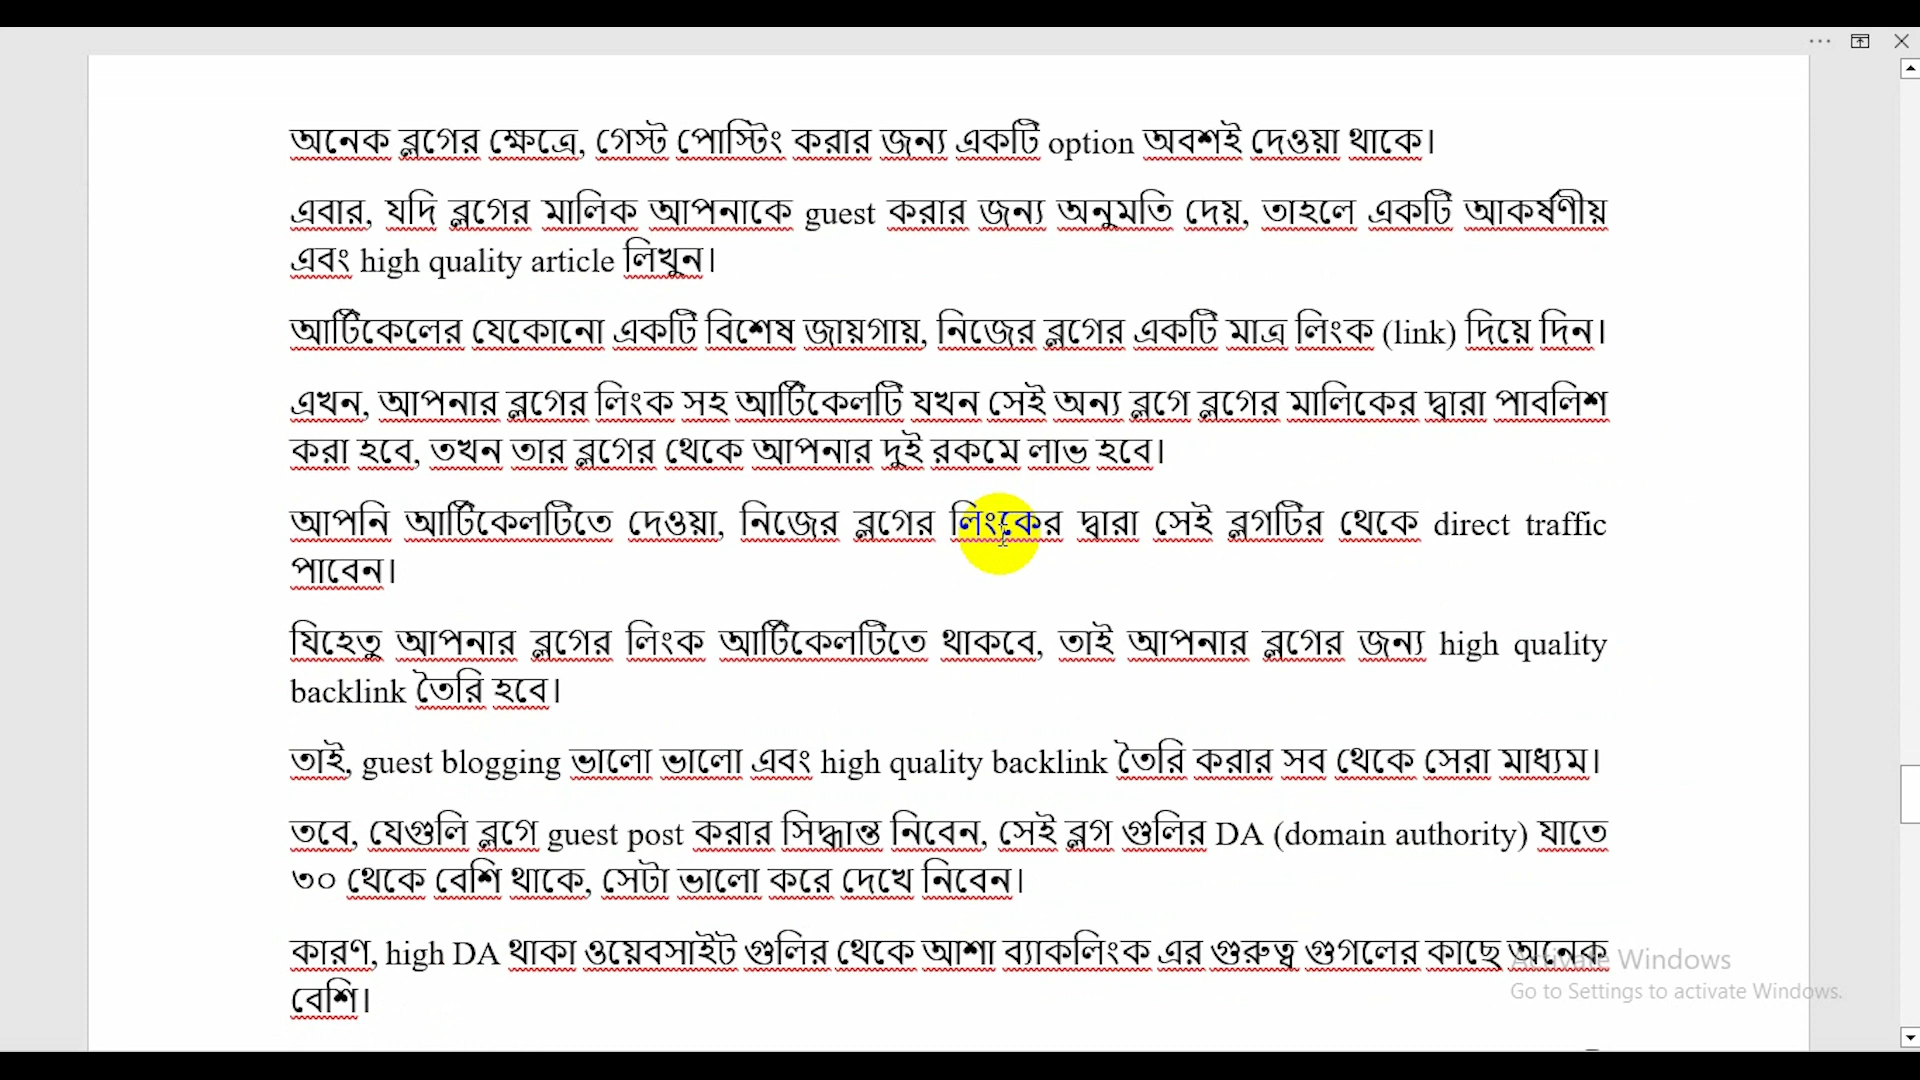 অনেক ব্লগের ক্ষেত্রে, গেস্ট পোস্টিং করার জন্য একটি option অবশই দেওয়া থাকে।
এবার, যদি ব্লগের মালিক আপনাকে guest করার জন্য অনুমতি দেয়, তাহলে একটি আকর্ষণীয়
এবং high quality article লিখুন।
আর্টিকেলের যেকোনো একটি বিশেষ জায়গায়, নিজের ব্লগের একটি মাত্র লিংক (link) দিয়ে দিন।
এখন, আপনার ব্লগের লিংক সহ আর্টিকেলটি যখন সেই অন্য ব্লগে ব্লগের মালিকের দ্বারা পাবলিশ
করা হবে, তখন তার ব্লগের থেকে আপনার দুই রকমে লাভ হবে।
আপনি আর্টিকেলটিতে দেওয়া, নিজের ব্লগের লিংকের দ্বারা সেই ব্লগটির থেকে direct traffic
পাবেন।
যিহেতু আপনার ব্লগের লিংক আর্টিকেলটিতে থাকবে, তাই আপনার ব্লগের জন্য high quality
backlink তৈরি হবে।
তাই, guest blogging ভালো ভালো এবং high quality backlink তৈরি করার সব থেকে সেরা মাধ্যম।
তবে, যেগুলি ব্লগে guest post করার সিদ্ধান্ত নিবেন, সেই ব্লগ গুলির DA (domain authority) যাতে
৩০ থেকে বেশি থাকে, সেটা ভালো করে দেখে নিবেন।
কারণ, high DA থাকা ওয়েবসাইট গুলির থেকে আশা ব্যাকলিংক এর গুরুত্ব গুগলের কাছে অনেক
বেশি।
Activate Windows
Go to Settings to activate Windows.